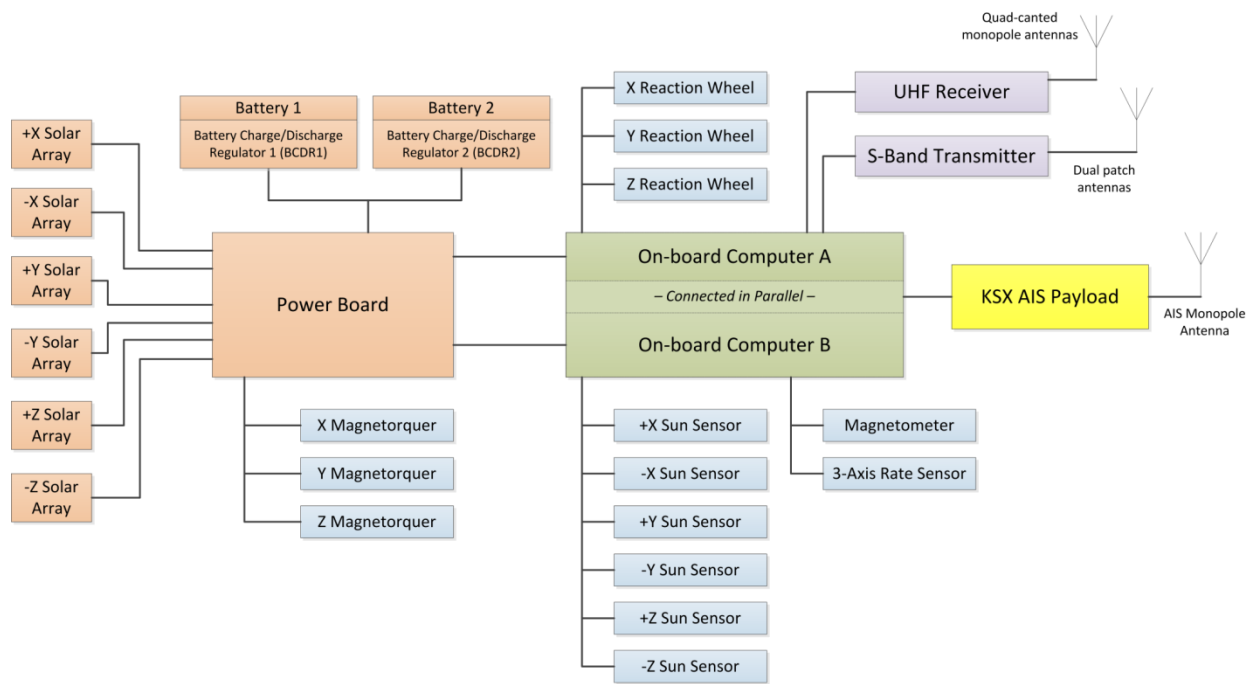 Quad-canted
monopole antennas
UHF Receiver
S-Band Transmitter
Dual patch
antennas
X Reaction Wheel
Y Reaction Wheel
Z Reaction Wheel
Battery 1
Battery Charge/Discharge
Regulator 1 (BCDR1)
Battery 2
Battery Charge/Discharge
Regulator 2 (BCDR2)
+X Solar
Array
-X Solar
Array
+Y Solar
Array
-Y Solar
Array
+Z Solar
Array
-Z Solar
Array
Power Board
On-board Computer A
– Connected in Parallel –
On-board Computer B
KSX AIS Payload
AIS Monopole
Antenna
X Magnetorquer
Y Magnetorquer
Z Magnetorquer
+X Sun Sensor
-X Sun Sensor
+Y Sun Sensor
-Y Sun Sensor
+Z Sun Sensor
-Z Sun Sensor
Magnetometer
3-Axis Rate Sensor